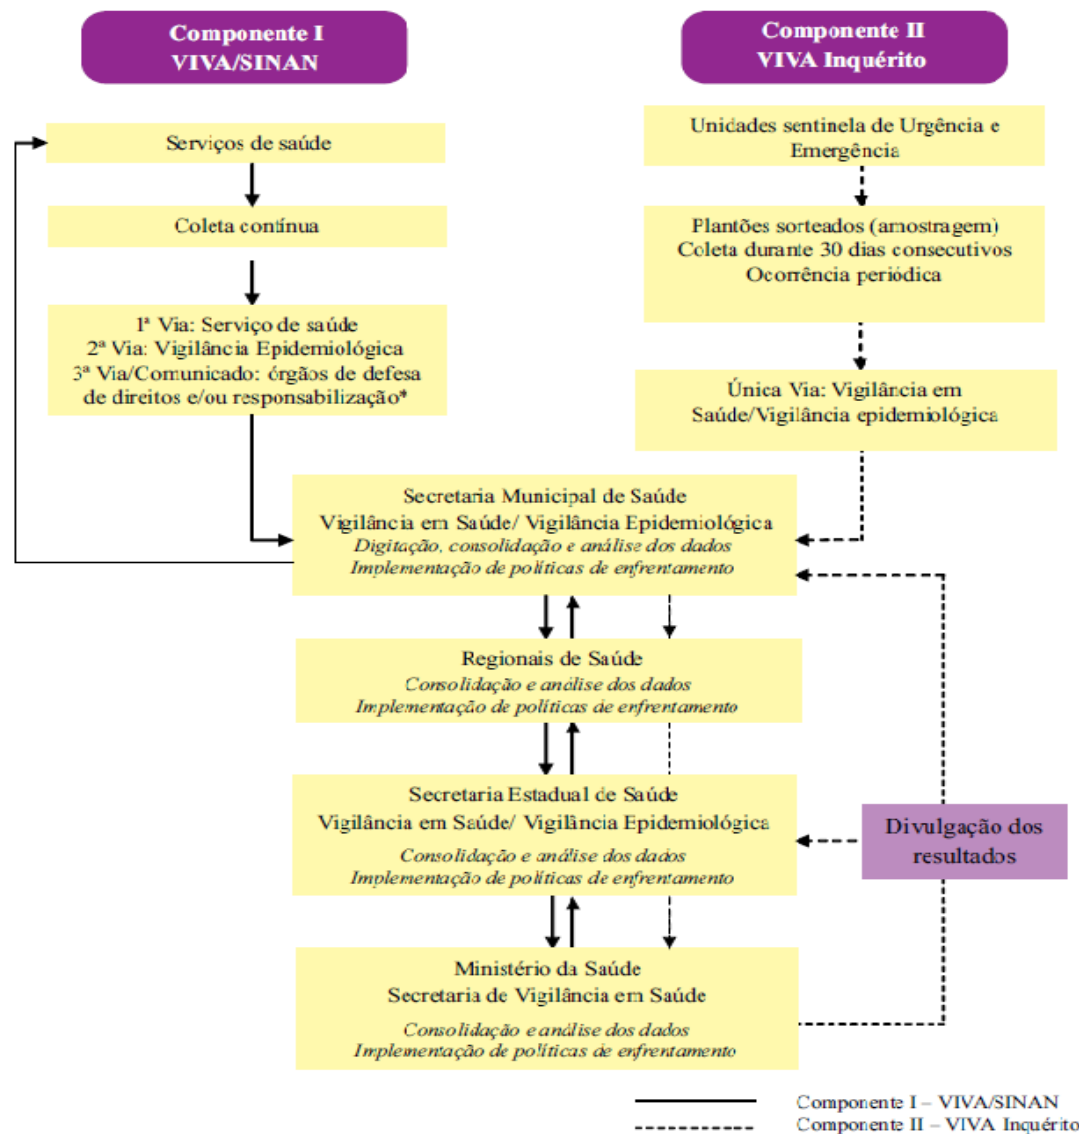 Componente I
VIVA/SINAN
Serviços de saúde
Coleta contínua
1ª Via: Serviço de saúde
2ª Via: Vigilância Epidemiológica
3ª Via/Comunicado: órgãos de defesa
de direitos e/ou responsabilização*
Componente II
VIVA Inquérito
Unidades sentinela de Urgência e
Emergência
Plantões sorteados (amostragem)
Coleta durante 30 dias consecutivos
Ocorrência periódica
Única Via: Vigilância em
Saúde/Vigilância epidemiológica
Secretaria Municipal de Saúde
Vigilância em Saúde/ Vigilância Epidemiológica
Digitação, consolidação e análise dos dados
Implementação de políticas de enfrentamento
Regionais de Saúde
Consolidação e análise dos dados
Implementação de políticas de enfrentamento
Secretaria Estadual de Saúde
Vigilância em Saúde/ Vigilância Epidemiológica
Consolidação e análise dos dados
Implementação de políticas de enfrentamento
Divulgação dos
resultados
Ministério da Saúde
Secretaria de Vigilância em Saúde
Consolidação e análise dos dados
Implementação de políticas de enfrentamento
Componente I – VIVA/SINAN
Componente II – VIVA Inquérito